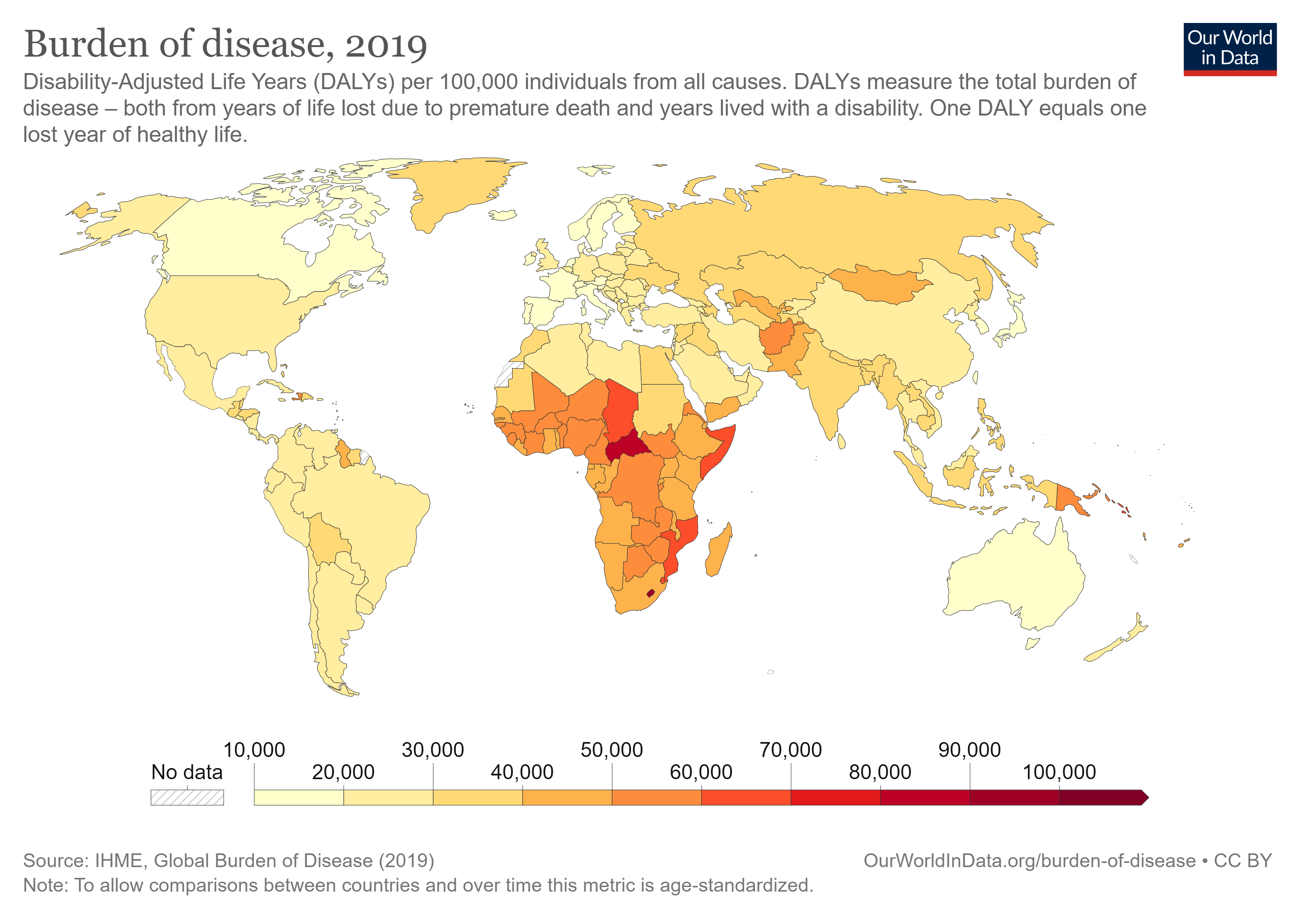 Burden of disease, 2019
Our World
in Data
Disability-Adjusted Life Years (DALYs) per 100,000 individuals from all causes. DALYs measure the total burden of
disease – both from years of life lost due to premature death and years lived with a disability. One DALY equals one
lost year of healthy life.
10,000 30,000 50,000 70,000 90,000
No data 20,000 40,000 60,000 80,000 100,000
Source: IHME, Global Burden of Disease (2019)
OurWorldInData.org/burden-of-disease • CC BY
Note: To allow comparisons between countries and over time this metric is age-standardized.